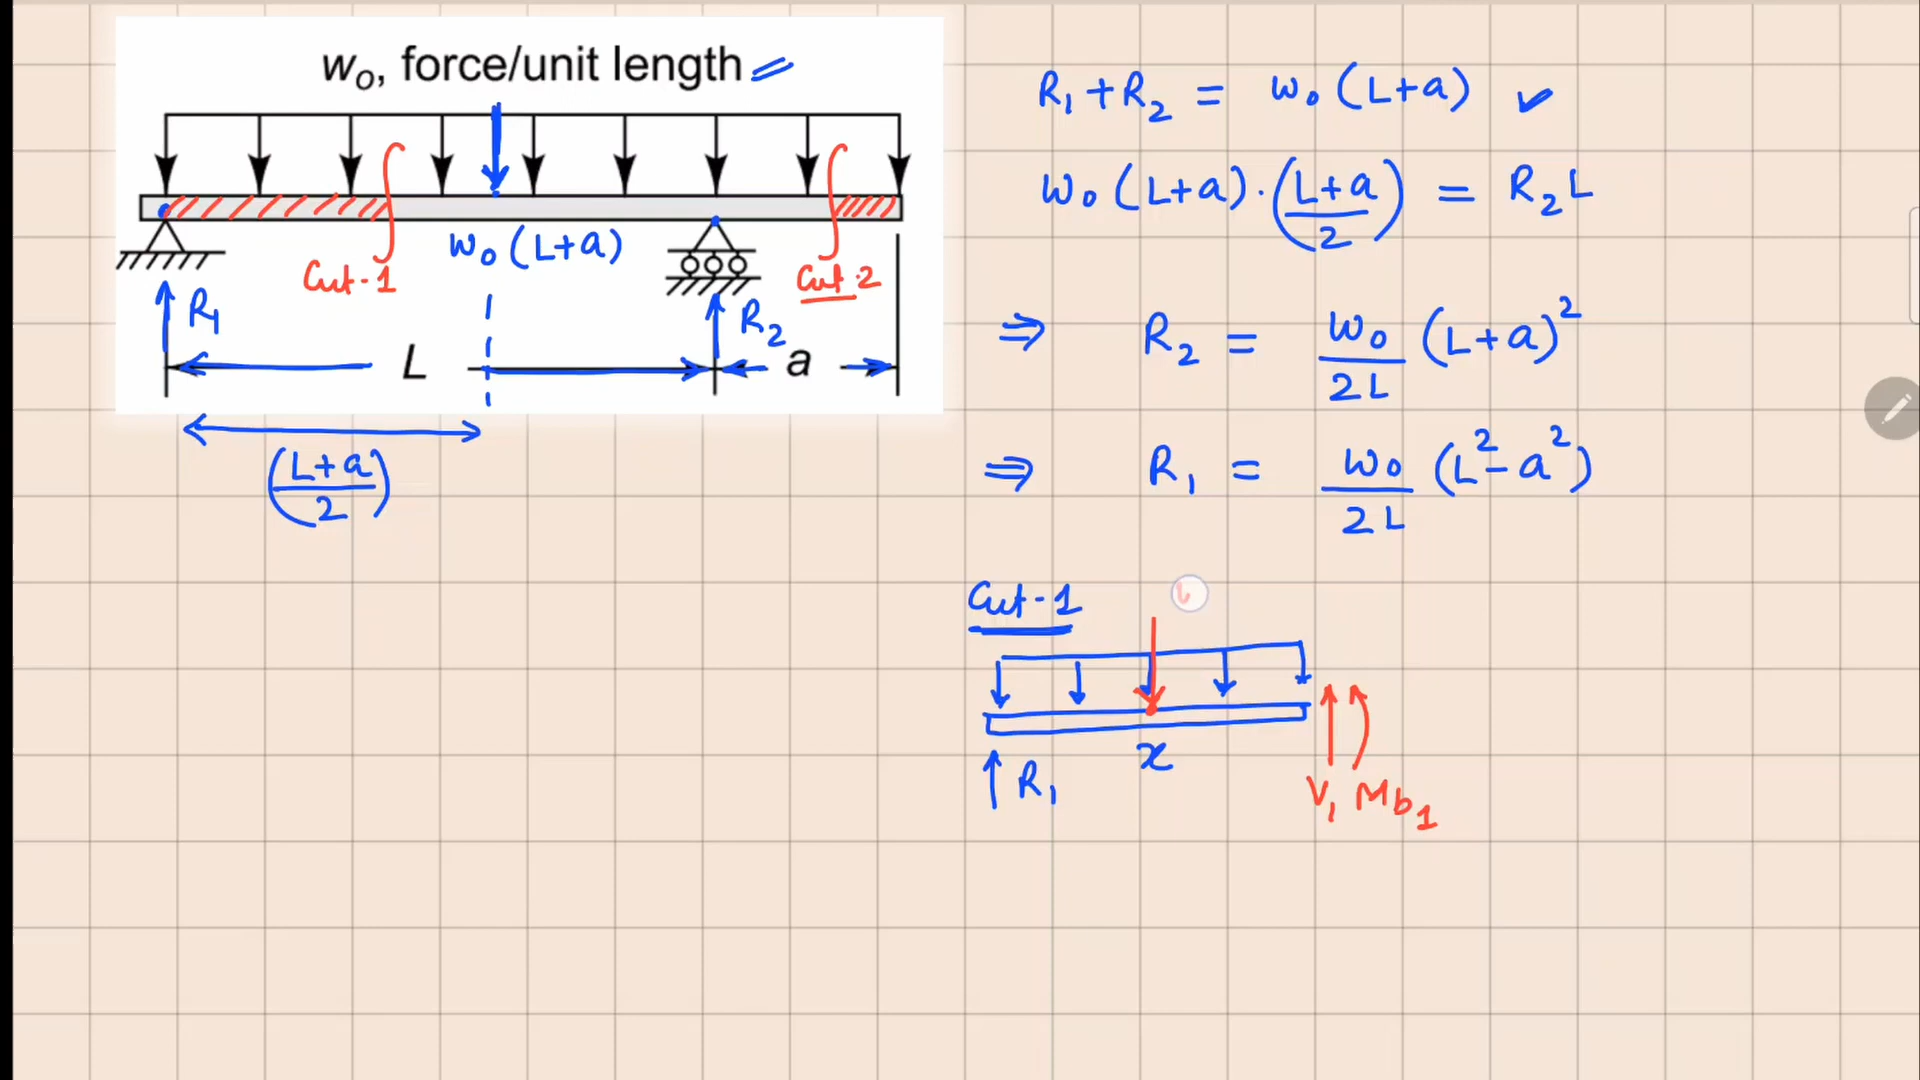 w₀, force/unit length
w₀(L+a)
Cut-1
Cut-2
R₁
R₂
L
a
(L+a/2)
R₁+R₂ = w₀(L+a) ✓
w₀(L+a)·(L+a/2) = R₂L
⇒ R₂ = w₀/2L (L+a)²
⇒ R₁ = w₀/2L (L²-a²)
Cut-1
x
R₁
V₁ Mb₁